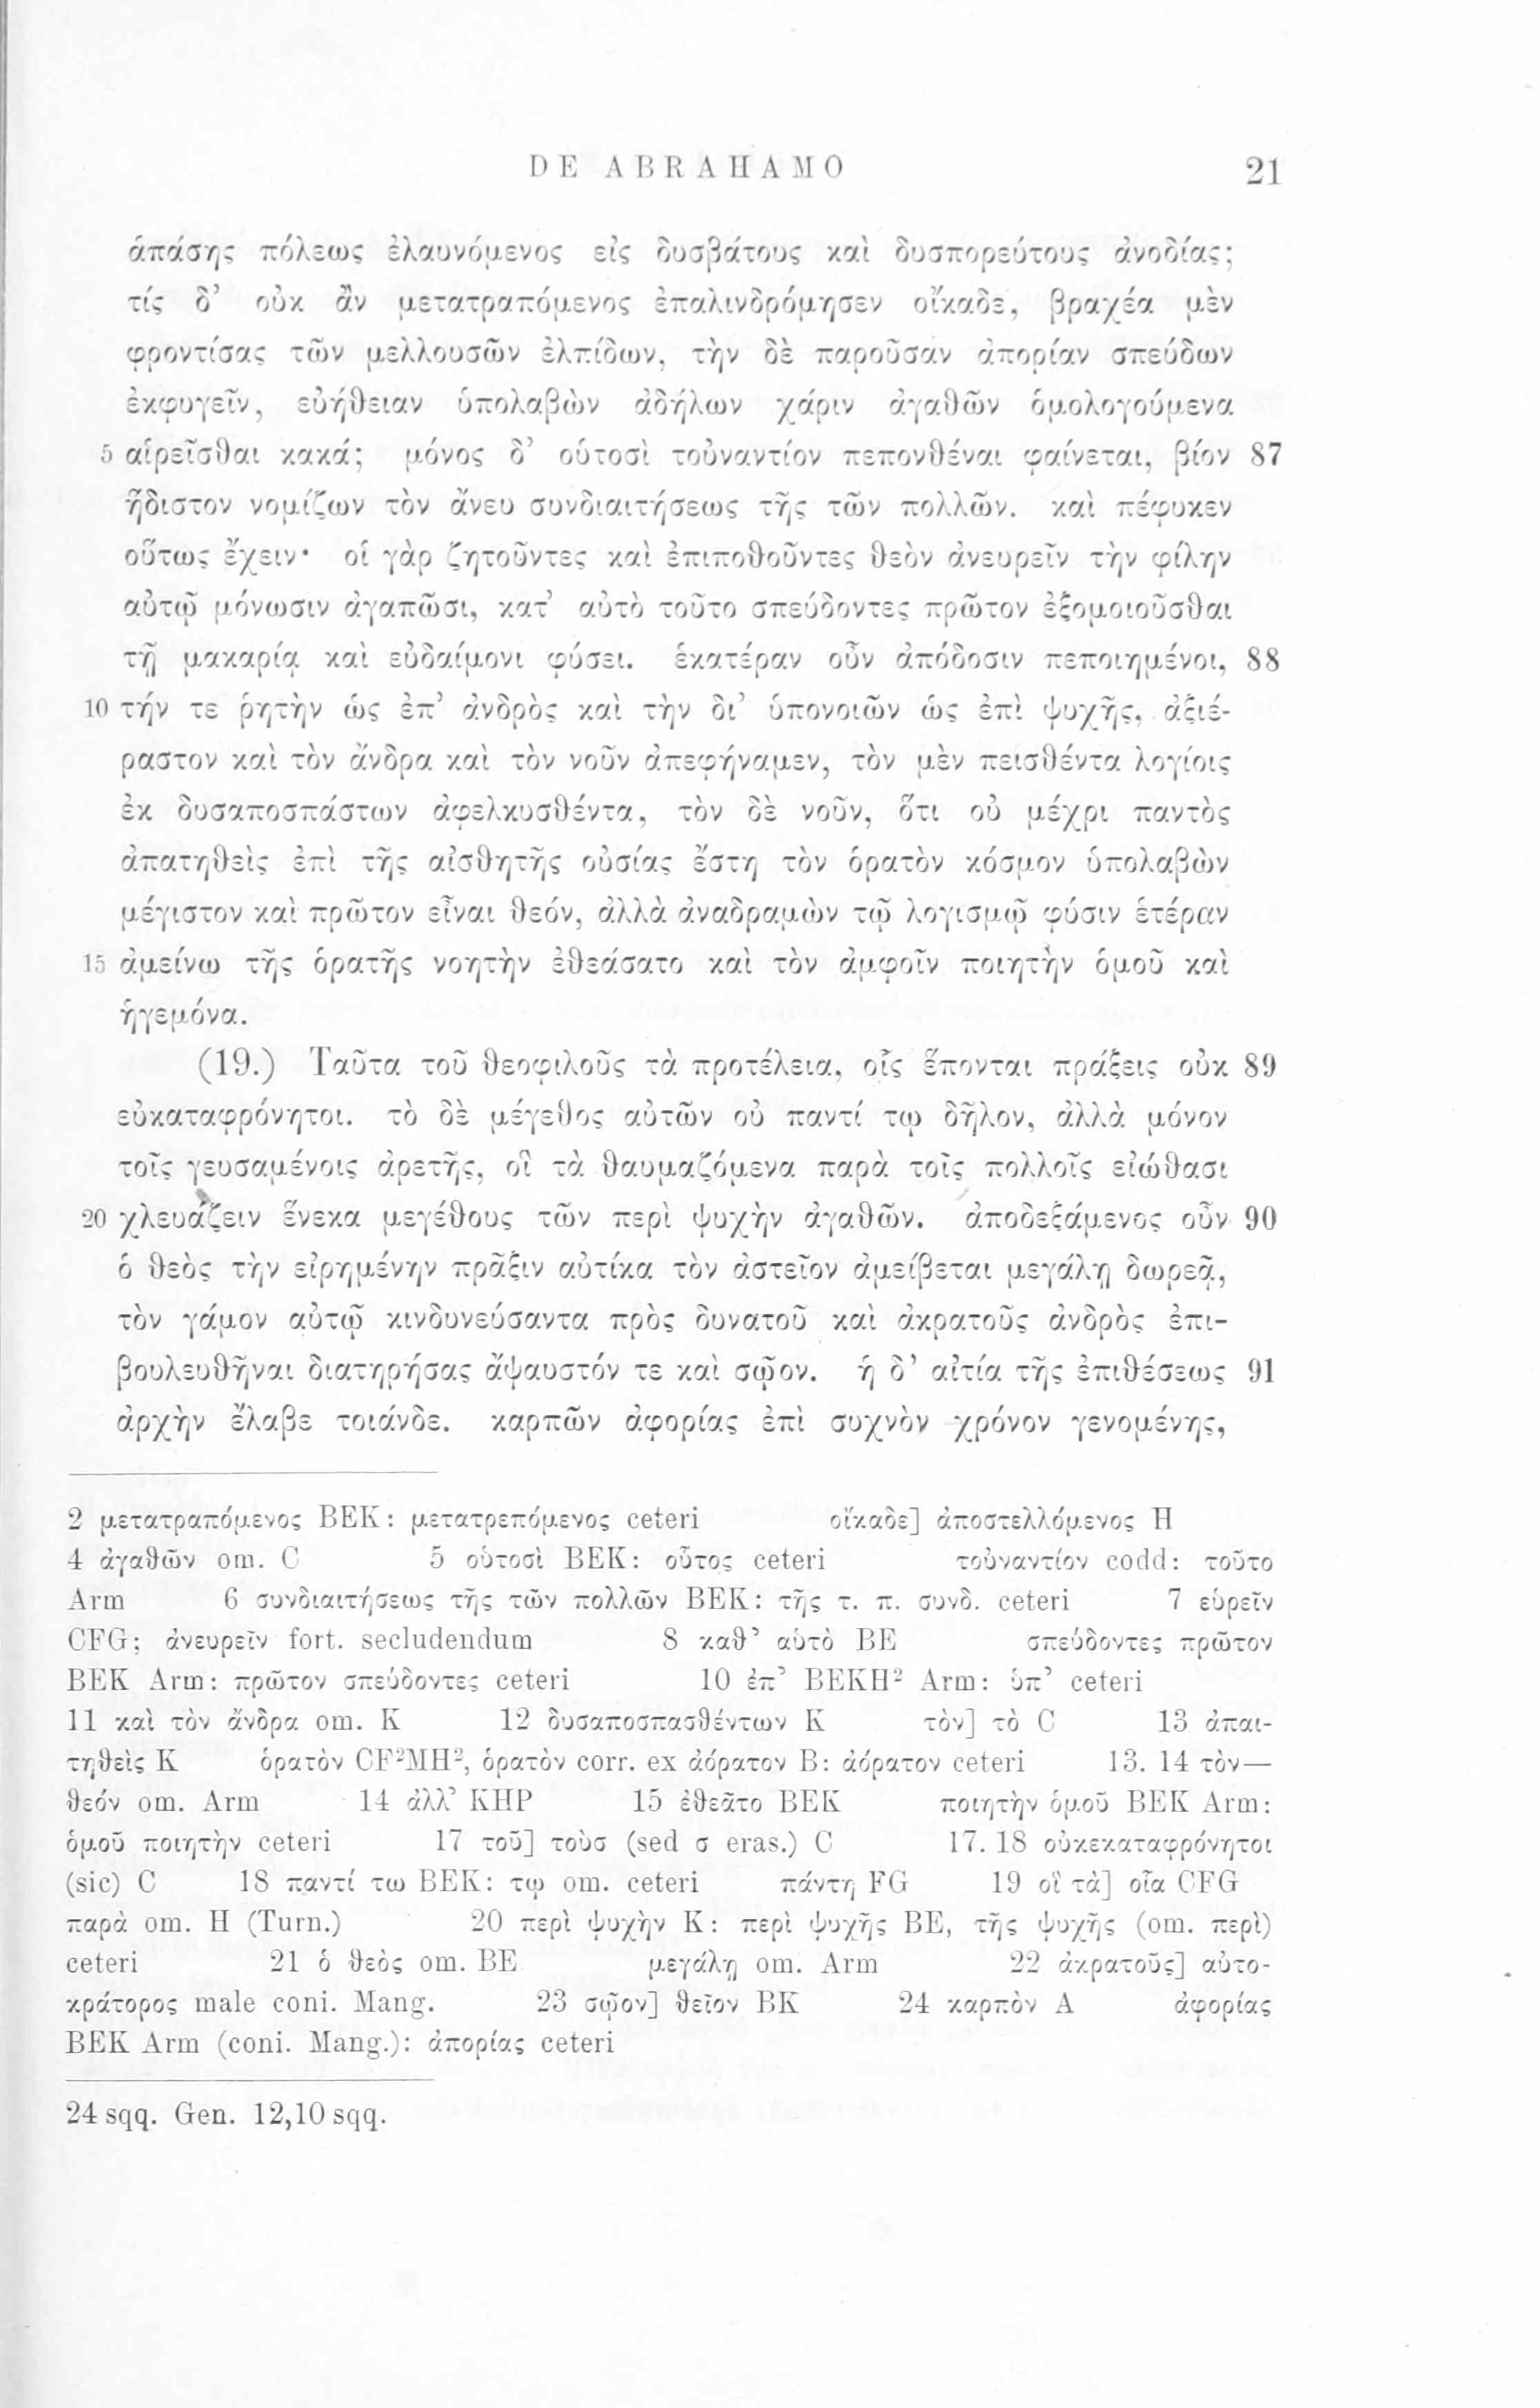 DE ABRAHAMO 21
ἁπάσης πόλεως ἐλαυνόμενος εἰς δυσβάτους καὶ δυσπορεύτους ἀνοδίας;
τίς δ’ οὐκ ἂν μετατραπόμενος ἐπαλινδρόμησεν οἴκαδε, βραχέα μὲν
φροντίσας τῶν μελλουσῶν ἐλπίδων, τὴν δὲ παροῦσαν ἀπορίαν σπεύδων
ἐκφυγεῖν, εὐήθειαν ὑπολαβὼν ἀδήλων χάριν ἀγαθῶν ὁμολογούμενα
5 αἱρεῖσθαι κακά; μόνος δ’ οὑτοσὶ τοὐναντίον πεπονθέναι φαίνεται, βίον 87
ἥδιστον νομίζων τὸν ἄνευ συνδιαιτήσεως τῆς τῶν πολλῶν. καὶ πέφυκεν
οὕτως ἔχειν· οἱ γὰρ ζητοῦντες καὶ ἐπιποθοῦντες θεὸν ἀνευρεῖν τὴν φίλην
αὐτῷ μόνωσιν ἀγαπῶσι, κατ’ αὐτὸ τοῦτο σπεύδοντες πρῶτον ἐξομοιοῦσθαι
τῇ μακαρίᾳ καὶ εὐδαίμονι φύσει. ἑκατέραν οὖν ἀπόδοσιν πεποιημένοι, 88
10 τήν τε ῥητὴν ὡς ἐπ’ ἀνδρὸς καὶ τὴν δι’ ὑπονοιῶν ὡς ἐπὶ ψυχῆς, ἀξιέ-
ραστον καὶ τὸν ἄνδρα καὶ τὸν νοῦν ἀπεφήναμεν, τὸν μὲν πεισθέντα λογίοις
ἐκ δυσαποσπάστων ἀφελκυσθέντα, τὸν δὲ νοῦν, ὅτι οὐ μέχρι παντὸς
ἀπατηθεὶς ἐπὶ τῆς αἰσθητῆς οὐσίας ἔστη τὸν ὁρατὸν κόσμον ὑπολαβὼν
μέγιστον καὶ πρῶτον εἶναι θεόν, ἀλλὰ ἀναδραμὼν τῷ λογισμῷ φύσιν ἑτέραν
15 ἀμείνω τῆς ὁρατῆς νοητὴν ἐθεάσατο καὶ τὸν ἀμφοῖν ποιητὴν ὁμοῦ καὶ
ἡγεμόνα.
(19.) Ταῦτα τοῦ θεοφιλοῦς τὰ προτέλεια, οἷς ἕπονται πράξεις οὐκ 89
εὐκαταφρόνητοι. τὸ δὲ μέγεθος αὐτῶν οὐ παντί τῳ δῆλον, ἀλλὰ μόνον
τοῖς γευσαμένοις ἀρετῆς, οἳ τὰ θαυμαζόμενα παρὰ τοῖς πολλοῖς εἰώθασι
20 χλευάζειν ἕνεκα μεγέθους τῶν περὶ ψυχὴν ἀγαθῶν. ἀποδεξάμενος οὖν 90
ὁ θεὸς τὴν εἰρημένην πρᾶξιν αὐτίκα τὸν ἀστεῖον ἀμείβεται μεγάλῃ δωρεᾷ,
τὸν γάμον αὐτῷ κινδυνεύσαντα πρὸς δυνατοῦ καὶ ἀκρατοῦς ἀνδρὸς ἐπι-
βουλευθῆναι διατηρήσας ἄψαυστόν τε καὶ σῷον. ἡ δ’ αἰτία τῆς ἐπιθέσεως 91
ἀρχὴν ἔλαβε τοιάνδε. καρπῶν ἀφορίας ἐπὶ συχνὸν χρόνον γενομένης,
2 μετατραπόμενος BEK: μετατρεπόμενος ceteri οἴκαδε] ἀποστελλόμενος H
4 ἀγαθῶν om. C 5 οὑτοσὶ BEK: οὗτος ceteri τοὐναντίον codd: τοῦτο
Arm 6 συνδιαιτήσεως τῆς τῶν πολλῶν BEK: τῆς τ. π. συνδ. ceteri 7 εὑρεῖν
CFG; ἀνευρεῖν fort. secludendum 8 καθ’ αὑτὸ BE σπεύδοντες πρῶτον
BEK Arm: πρῶτον σπεύδοντες ceteri 10 ἐπ’ BEKH² Arm: ὑπ’ ceteri
11 καὶ τὸν ἄνδρα om. K 12 δυσαποσπασθέντων K τὸν] τὸ C 13 ἀπαι-
τηθεὶς K ὁρατὸν CF²MH², ὁρατὸν corr. ex ἀόρατον B: ἀόρατον ceteri 13. 14 τὸν—
θεόν om. Arm 14 ἀλλ’ KHP 15 ἐθεᾶτο BEK ποιητὴν ὁμοῦ BEK Arm:
ὁμοῦ ποιητὴν ceteri 17 τοῦ] τοὺσ (sed σ eras.) C 17. 18 οὐκεκαταφρόνητοι
(sic) C 18 παντί τω BEK: τῳ om. ceteri πάντη FG 19 οἳ τὰ] οἷα CFG
παρὰ om. H (Turn.) 20 περὶ ψυχὴν K: περὶ ψυχῆς BE, τῆς ψυχῆς (om. περὶ)
ceteri 21 ὁ θεὸς om. BE μεγάλῃ om. Arm 22 ἀκρατοῦς] αὐτο-
κράτορος male coni. Mang. 23 σῷον] θεῖον BK 24 καρπὸν A ἀφορίας
BEK Arm (coni. Mang.): ἀπορίας ceteri
24 sqq. Gen. 12,10 sqq.